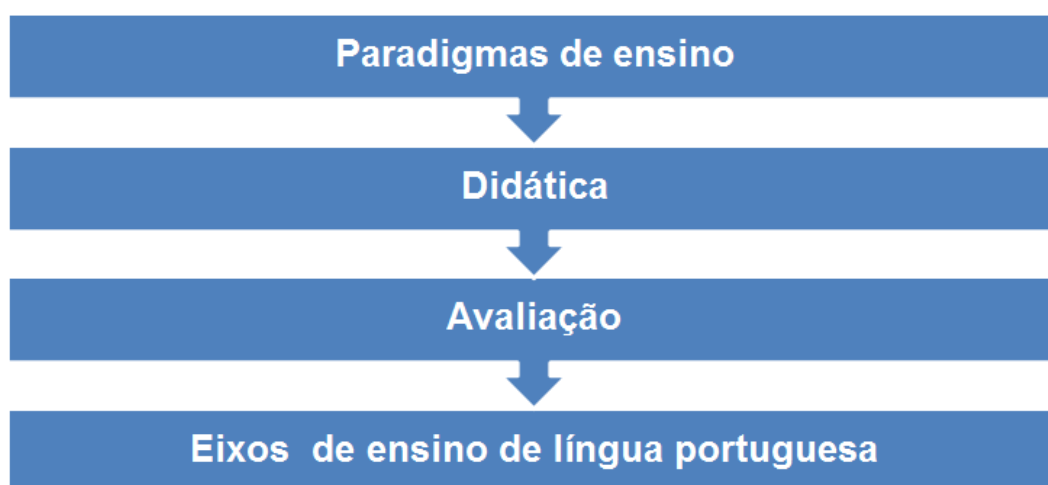 Paradigmas de ensino
Didática
Avaliação
Eixos de ensino de língua portuguesa